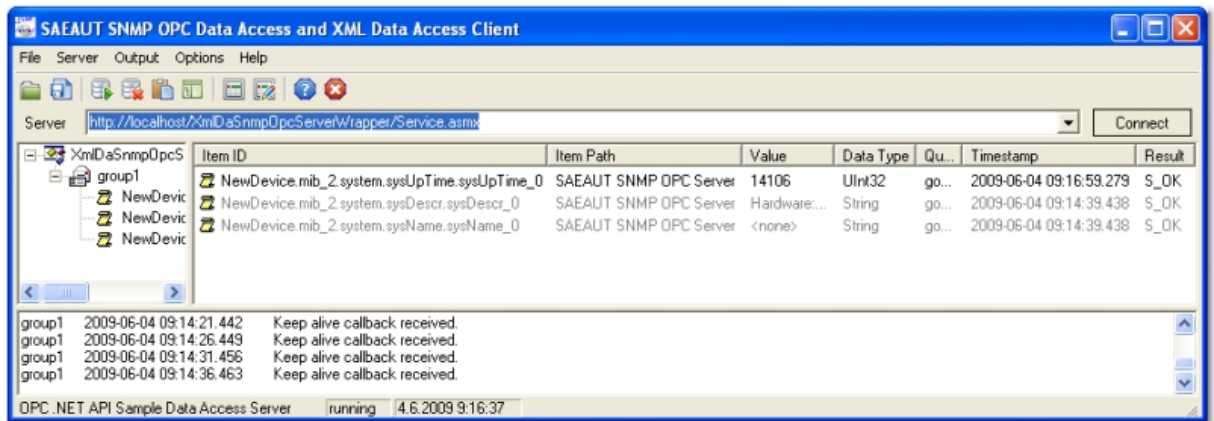 SAEAUT SNMP OPC Data Access and XML Data Access Client
File Server Output Options Help
Server http://localhost/XmlDaSnmpOpcServerWrapper/Service.asmx Connect
XmlDaSnmpOpcS
group1
NewDevic
NewDevic
NewDevic
Item ID Item Path Value Data Type Qu... Timestamp Result
NewDevice.mib_2.system.sysUpTime.sysUpTime_0 SAEAUT SNMP OPC Server 14106 UInt32 go... 2009-06-04 09:16:59.279 S_OK
NewDevice.mib_2.system.sysDescr.sysDescr_0 SAEAUT SNMP OPC Server Hardware:... String go... 2009-06-04 09:14:39.438 S_OK
NewDevice.mib_2.system.sysName.sysName_0 SAEAUT SNMP OPC Server <none> String go... 2009-06-04 09:14:39.438 S_OK
group1 2009-06-04 09:14:21.442 Keep alive callback received.
group1 2009-06-04 09:14:26.449 Keep alive callback received.
group1 2009-06-04 09:14:31.456 Keep alive callback received.
group1 2009-06-04 09:14:36.463 Keep alive callback received.
OPC .NET API Sample Data Access Server running 4.6.2009 9:16:37